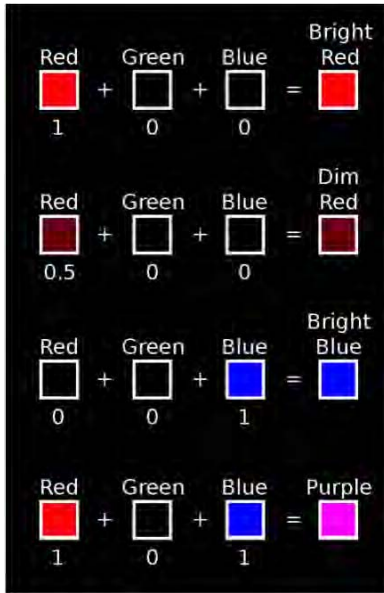 Bright
Red Green Blue Red
+ + =
1 0 0
Dim
Red Green Blue Red
+ + =
0.5 0 0
Bright
Red Green Blue Blue
+ + =
0 0 1
Red Green Blue Purple
+ + =
1 0 1